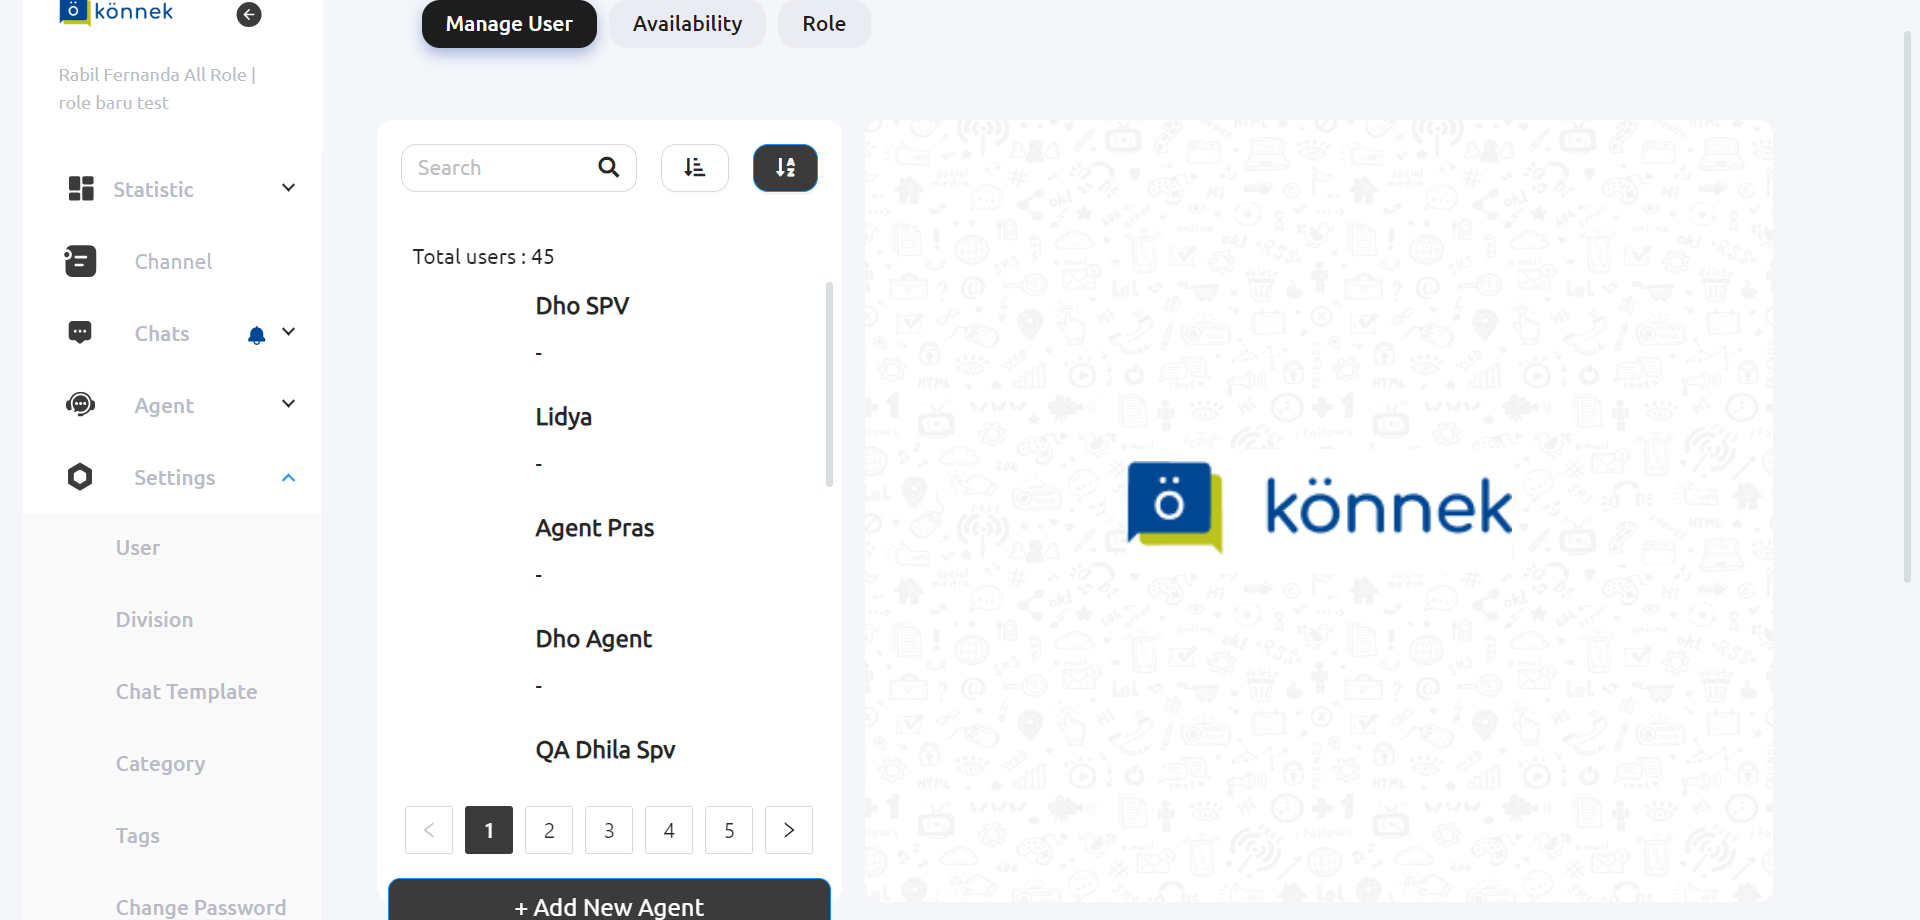 könnek
Rabil Fernanda All Role |
role baru test
Statistic
Channel
Chats
Agent
Settings
User
Division
Chat Template
Category
Tags
Change Password
Manage User
Availability
Role
Search
Total users : 45
Dho SPV
-
Lidya
-
Agent Pras
-
Dho Agent
-
QA Dhila Spv
1
2
3
4
5
+ Add New Agent
könnek